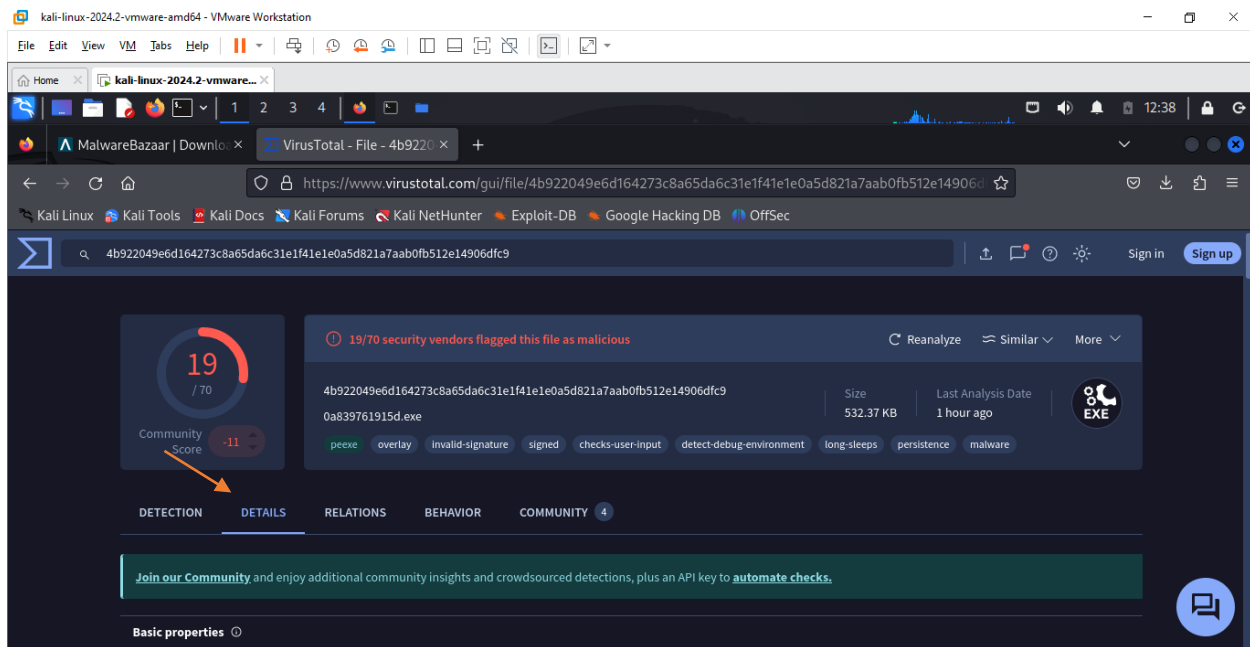 kali-linux-2024.2-vmware-amd64 - VMware Workstation
File Edit View VM Tabs Help
Home kali-linux-2024.2-vmware...
1 2 3 4 12:38
MalwareBazaar | Downlo VirusTotal - File - 4b9220
https://www.virustotal.com/gui/file/4b922049e6d164273c8a65da6c31e1f41e1e0a5d821a7aab0fb512e14906d
Kali Linux Kali Tools Kali Docs Kali Forums Kali NetHunter Exploit-DB Google Hacking DB OffSec
4b922049e6d164273c8a65da6c31e1f41e1e0a5d821a7aab0fb512e14906dfc9 Sign in Sign up
19/70 security vendors flagged this file as malicious Reanalyze Similar More
19
/ 70
4b922049e6d164273c8a65da6c31e1f41e1e0a5d821a7aab0fb512e14906dfc9
0a839761915d.exe
Size
532.37 KB
Last Analysis Date
1 hour ago
EXE
Community
Score
-11
peexe overlay invalid-signature signed checks-user-input detect-debug-environment long-sleeps persistence malware
DETECTION DETAILS RELATIONS BEHAVIOR COMMUNITY 4
Join our Community and enjoy additional community insights and crowdsourced detections, plus an API key to automate checks.
Basic properties